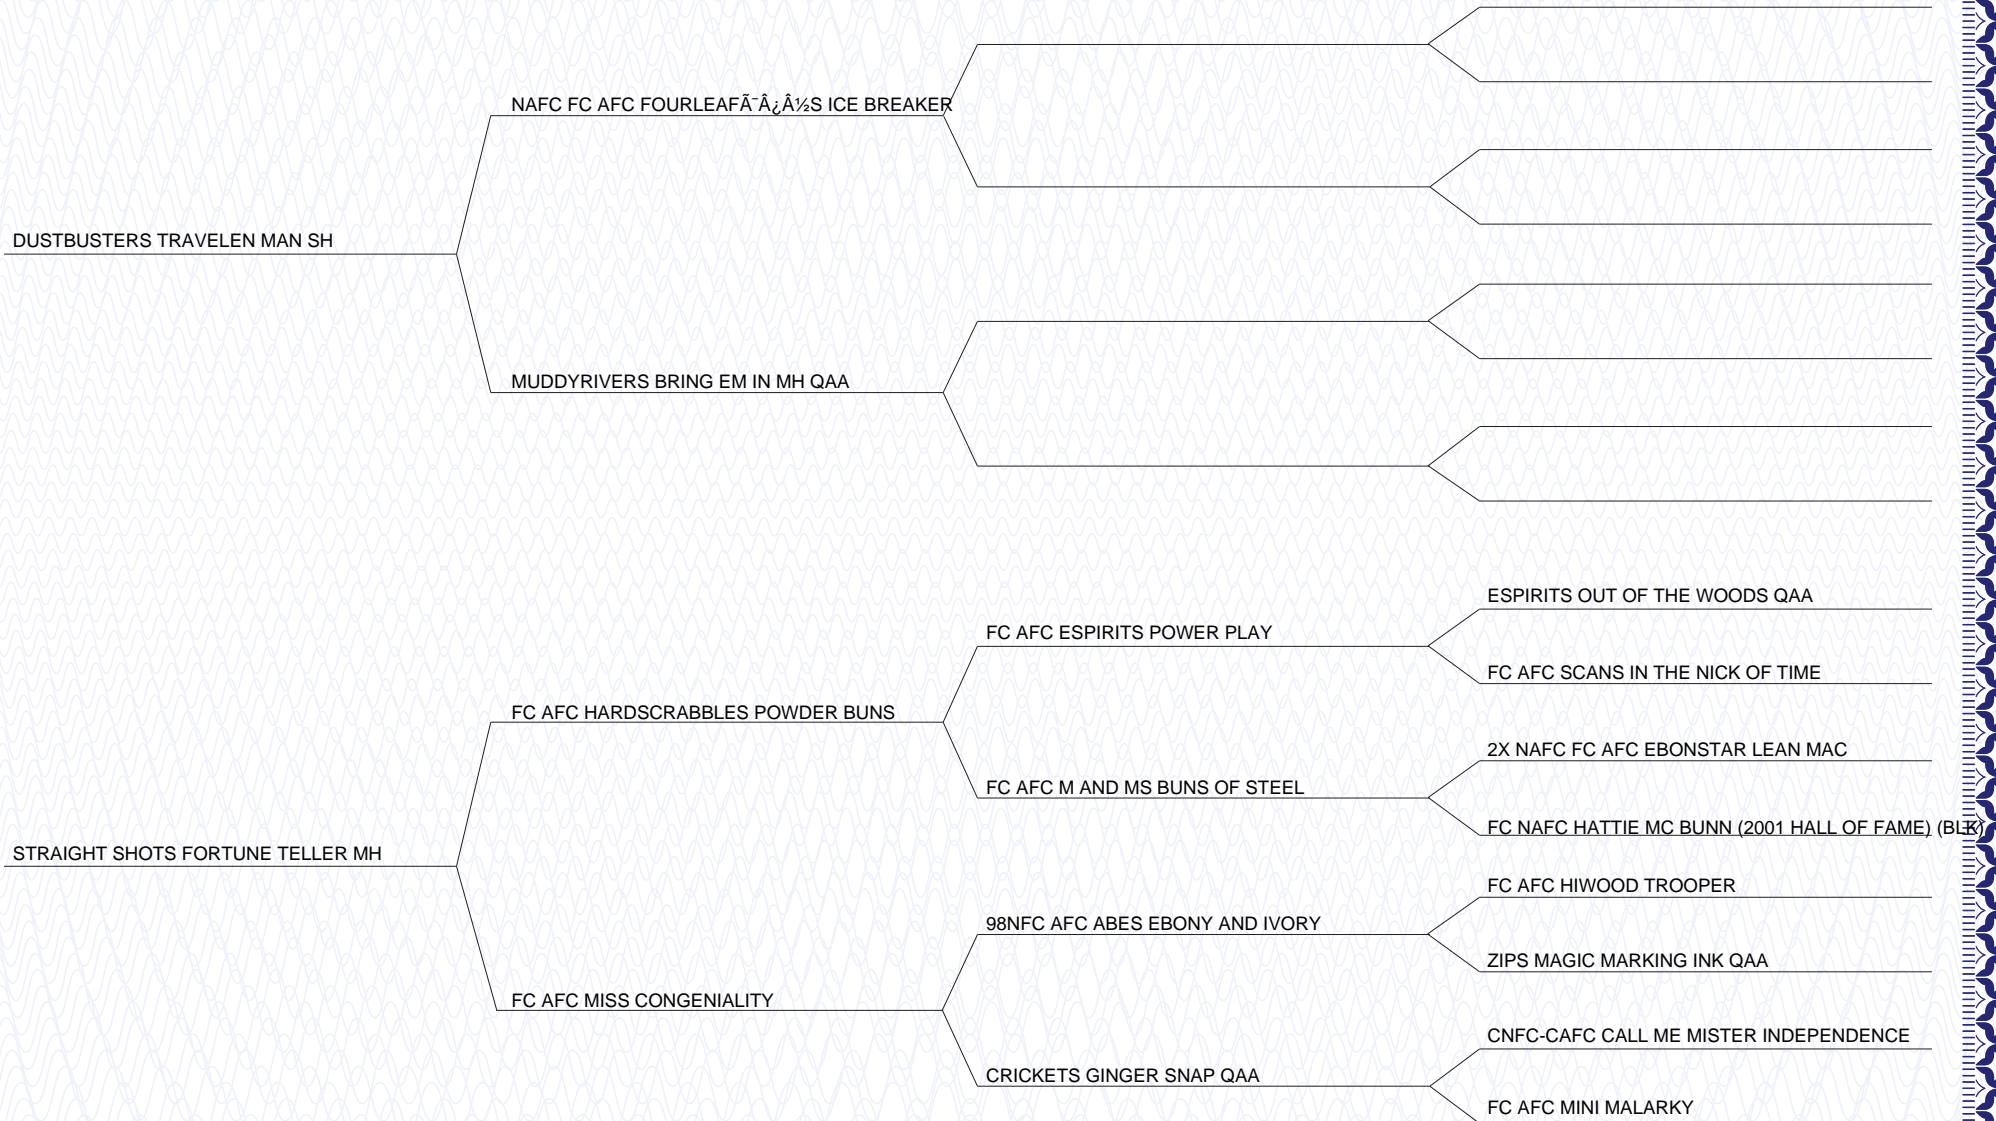 NAFC FC AFC FOURLEAFÃ¯Â¿Â½S ICE BREAKER
DUSTBUSTERS TRAVELEN MAN SH
MUDDYRIVERS BRING EM IN MH QAA
ESPIRITS OUT OF THE WOODS QAA
FC AFC ESPIRITS POWER PLAY
FC AFC SCANS IN THE NICK OF TIME
FC AFC HARDSCRABBLES POWDER BUNS
2X NAFC FC AFC EBONSTAR LEAN MAC
FC AFC M AND MS BUNS OF STEEL
FC NAFC HATTIE MC BUNN (2001 HALL OF FAME) (BLK)
STRAIGHT SHOTS FORTUNE TELLER MH
FC AFC HIWOOD TROOPER
98NFC AFC ABES EBONY AND IVORY
ZIPS MAGIC MARKING INK QAA
FC AFC MISS CONGENIALITY
CNFC-CAFC CALL ME MISTER INDEPENDENCE
CRICKETS GINGER SNAP QAA
FC AFC MINI MALARKY